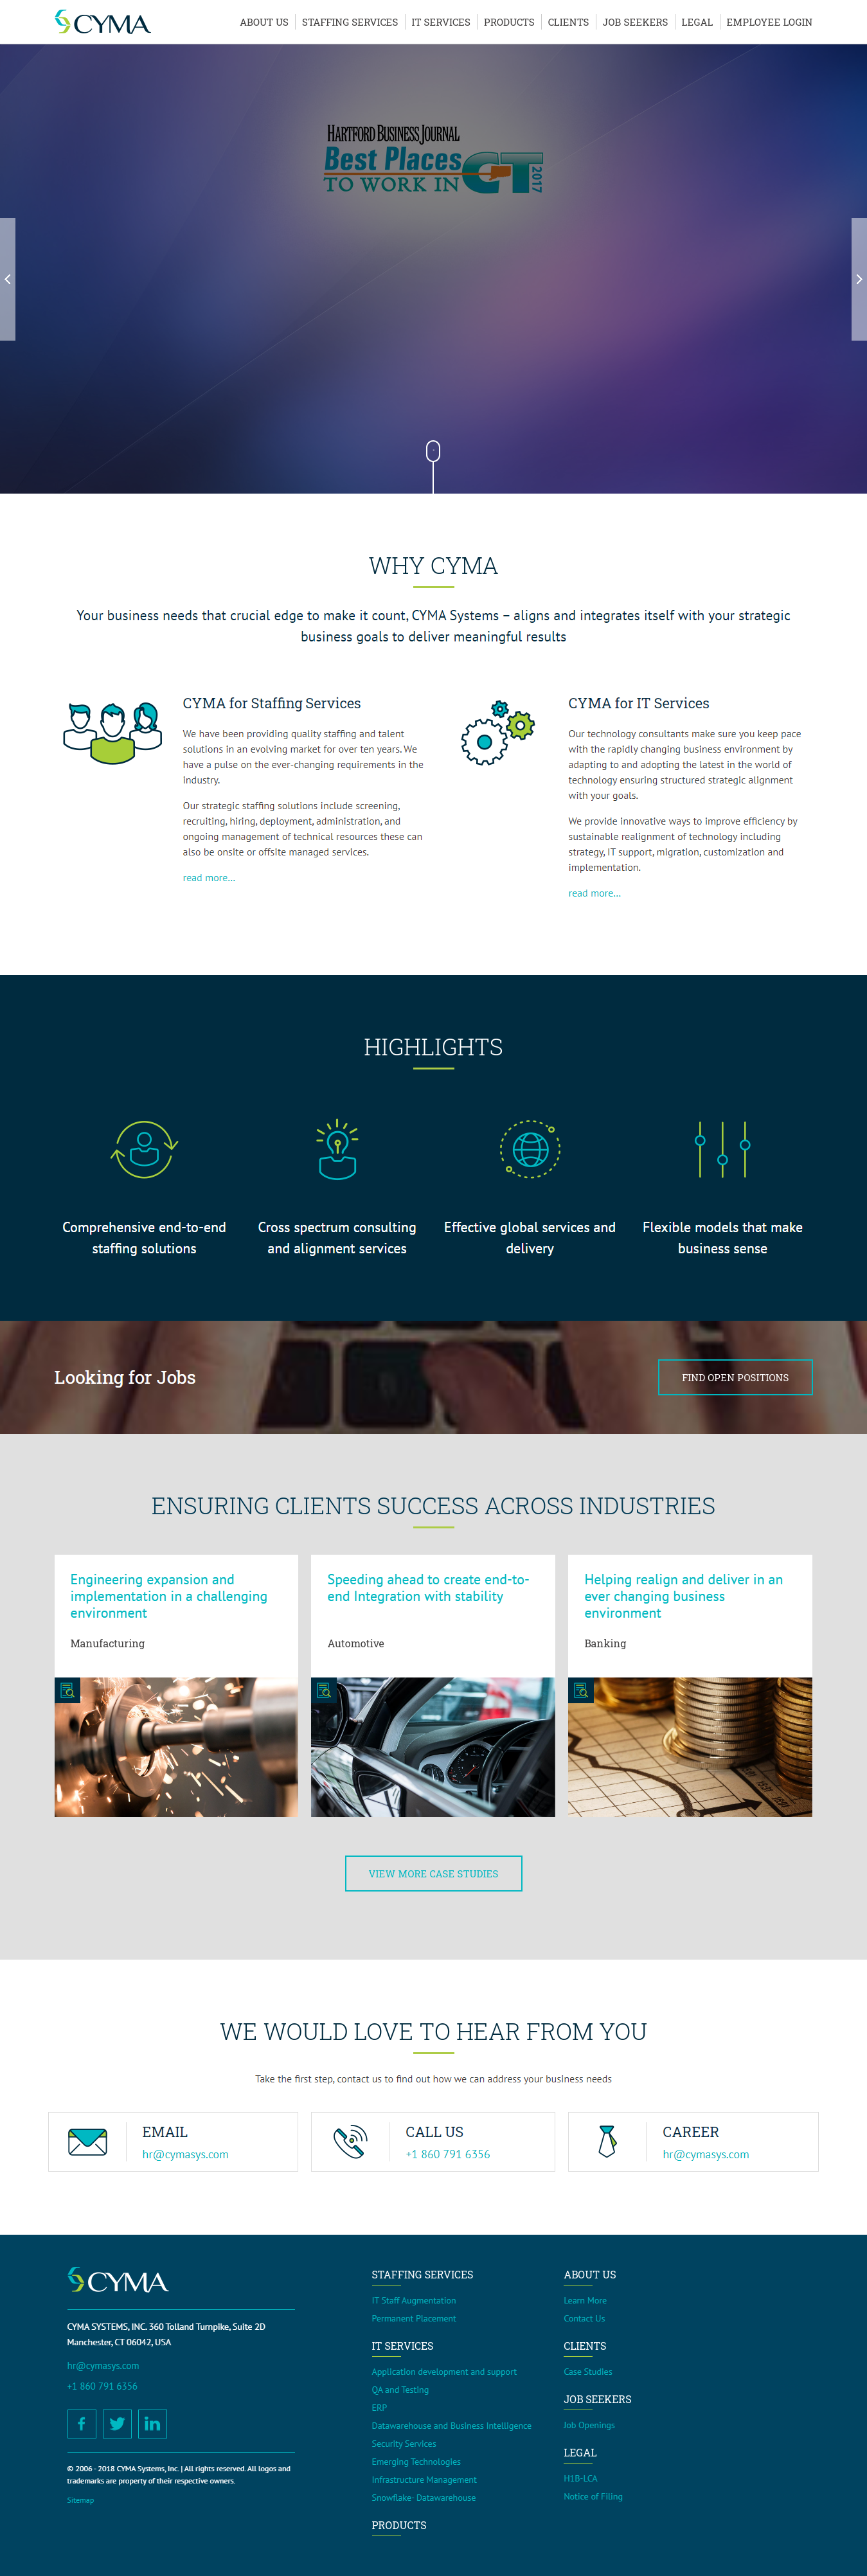 CYMA
ABOUT US STAFFING SERVICES IT SERVICES PRODUCTS CLIENTS JOB SEEKERS LEGAL EMPLOYEE LOGIN
HARTFORD BUSINESS JOURNAL
Best Places
TO WORK IN CT 2017
WHY CYMA
Your business needs that crucial edge to make it count, CYMA Systems – aligns and integrates itself with your strategic
business goals to deliver meaningful results
CYMA for Staffing Services
We have been providing quality staffing and talent
solutions in an evolving market for over ten years. We
have a pulse on the ever-changing requirements in the
industry.
Our strategic staffing solutions include screening,
recruiting, hiring, deployment, administration, and
ongoing management of technical resources these can
also be onsite or offsite managed services.
read more...
CYMA for IT Services
Our technology consultants make sure you keep pace
with the rapidly changing business environment by
adapting to and adopting the latest in the world of
technology ensuring structured strategic alignment
with your goals.
We provide innovative ways to improve efficiency by
sustainable realignment of technology including
strategy, IT support, migration, customization and
implementation.
read more...
HIGHLIGHTS
Comprehensive end-to-end
staffing solutions
Cross spectrum consulting
and alignment services
Effective global services and
delivery
Flexible models that make
business sense
Looking for Jobs
FIND OPEN POSITIONS
ENSURING CLIENTS SUCCESS ACROSS INDUSTRIES
Engineering expansion and
implementation in a challenging
environment
Manufacturing
Speeding ahead to create end-to-
end Integration with stability
Automotive
Helping realign and deliver in an
ever changing business
environment
Banking
VIEW MORE CASE STUDIES
WE WOULD LOVE TO HEAR FROM YOU
Take the first step, contact us to find out how we can address your business needs
EMAIL
hr@cymasys.com
CALL US
+1 860 791 6356
CAREER
hr@cymasys.com
CYMA
CYMA SYSTEMS, INC. 360 Tolland Turnpike, Suite 2D
Manchester, CT 06042, USA
hr@cymasys.com
+1 860 791 6356
© 2006 - 2018 CYMA Systems, Inc. | All rights reserved. All logos and
trademarks are property of their respective owners.
Sitemap
STAFFING SERVICES
IT Staff Augmentation
Permanent Placement
IT SERVICES
Application development and support
QA and Testing
ERP
Datawarehouse and Business Intelligence
Security Services
Emerging Technologies
Infrastructure Management
Snowflake- Datawarehouse
PRODUCTS
ABOUT US
Learn More
Contact Us
CLIENTS
Case Studies
JOB SEEKERS
Job Openings
LEGAL
H1B-LCA
Notice of Filing